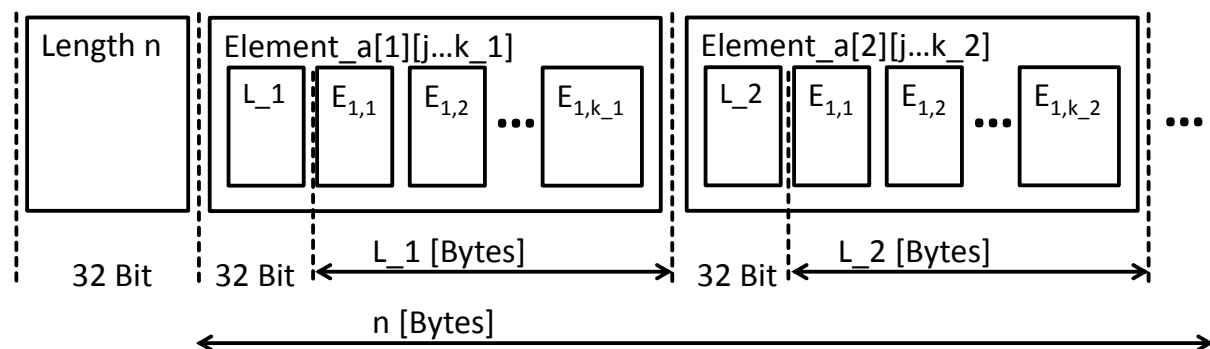 Length n
Element_a[1][j...k_1]
L_1 E1,1 E1,2 ... E1,k_1
Element_a[2][j...k_2]
L_2 E1,1 E1,2 ... E1,k_2
...
L_1 [Bytes]
L_2 [Bytes]
32 Bit 32 Bit 32 Bit
n [Bytes]